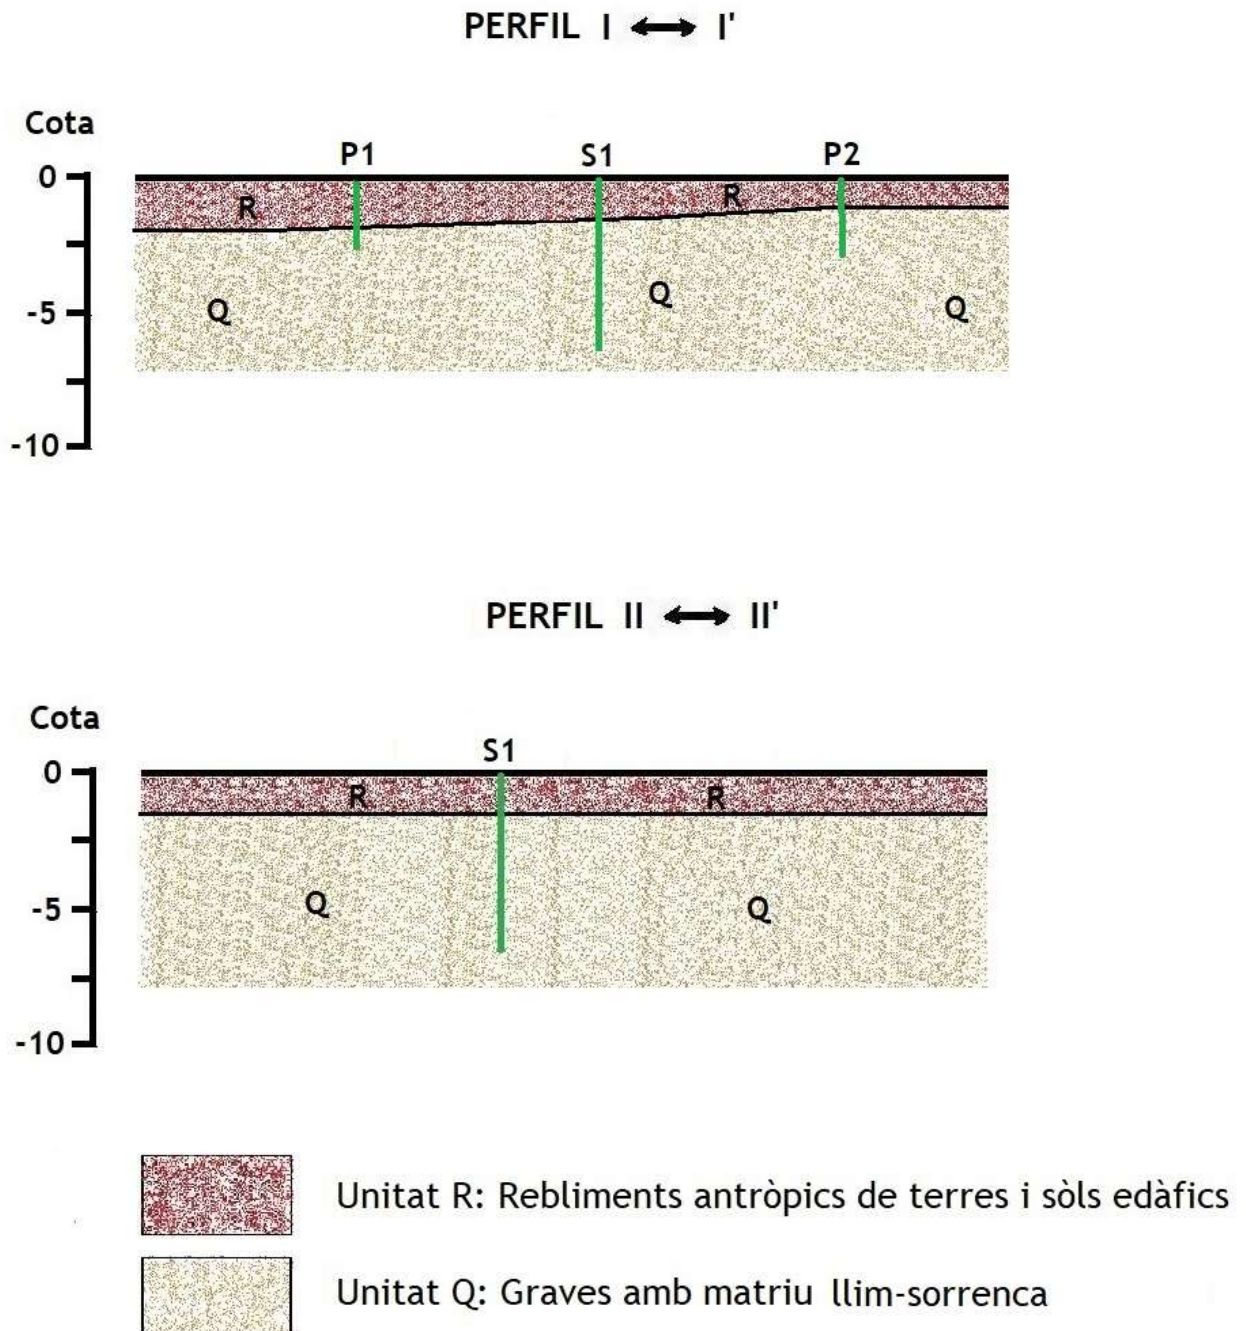 PERFIL I ↔ I'
Cota
P1 S1 P2
0
R R
-5
Q Q Q
-10
PERFIL II ↔ II'
Cota
S1
0
R R
-5
Q Q
-10
Unitat R: Rebliments antròpics de terres i sòls edàfics
Unitat Q: Graves amb matriu llim-sorrenca